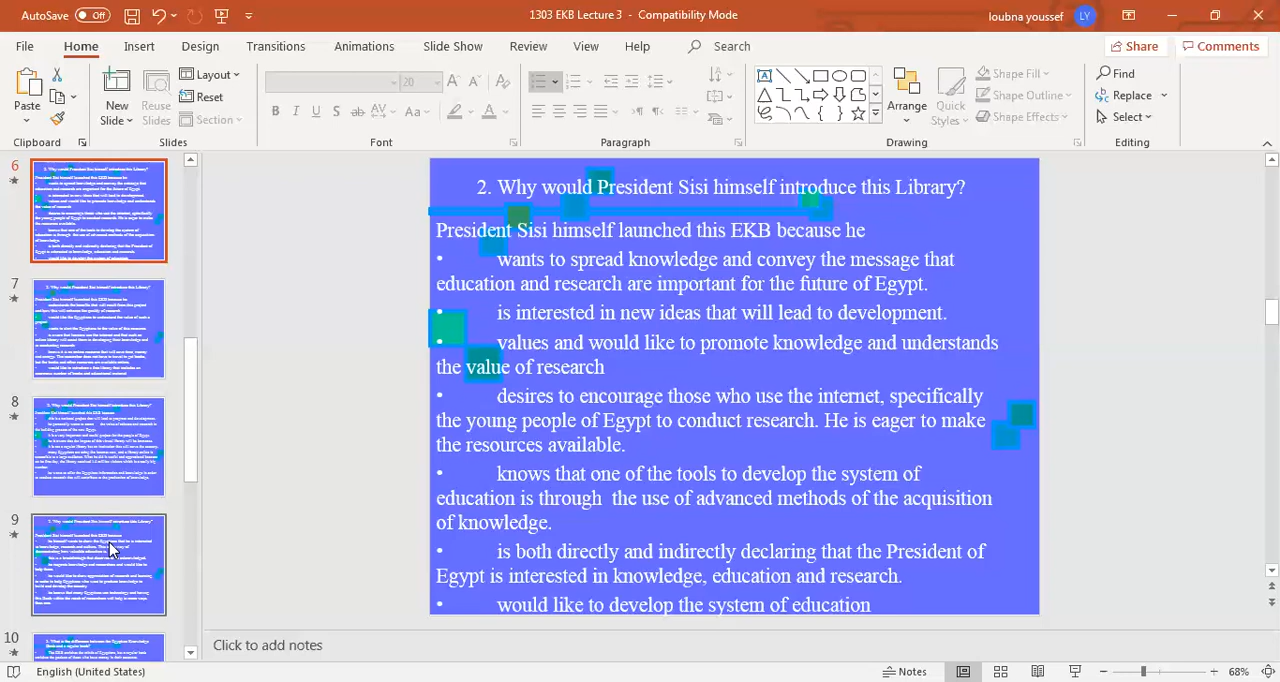 AutoSave Off 1303 EKB Lecture 3 - Compatibility Mode loubna youssef LY
File Home Insert Design Transitions Animations Slide Show Review View Help Search Share Comments
Paste
New Slide
Reuse Slides
Layout
Reset
Section
20
Arrange
Quick Styles
Shape Fill
Shape Outline
Shape Effects
Find
Replace
Select
Clipboard Slides Font Paragraph Drawing Editing
6
7
8
9
10
2. Why would President Sisi himself introduce this Library?
President Sisi himself launched this EKB because he
• wants to spread knowledge and convey the message that
education and research are important for the future of Egypt.
• is interested in new ideas that will lead to development.
• values and would like to promote knowledge and understands
the value of research
• desires to encourage those who use the internet, specifically
the young people of Egypt to conduct research. He is eager to make
the resources available.
• knows that one of the tools to develop the system of
education is through the use of advanced methods of the acquisition
of knowledge.
• is both directly and indirectly declaring that the President of
Egypt is interested in knowledge, education and research.
• would like to develop the system of education
Click to add notes
English (United States) Notes 68%